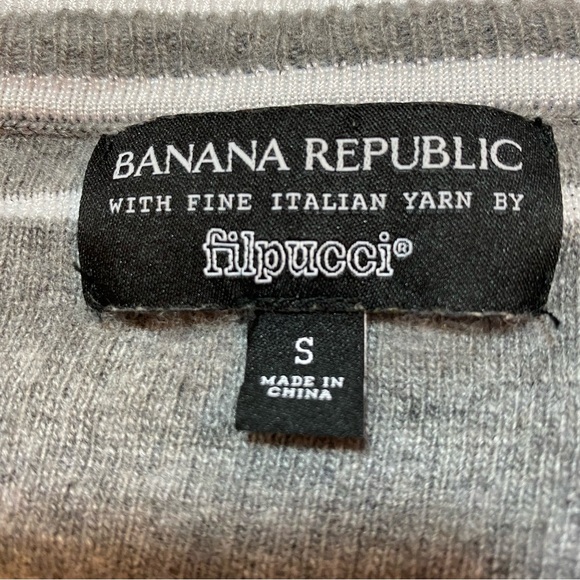 BANANA REPUBLIC
WITH FINE ITALIAN YARN BY
filpucci®
S
MADE IN
CHINA